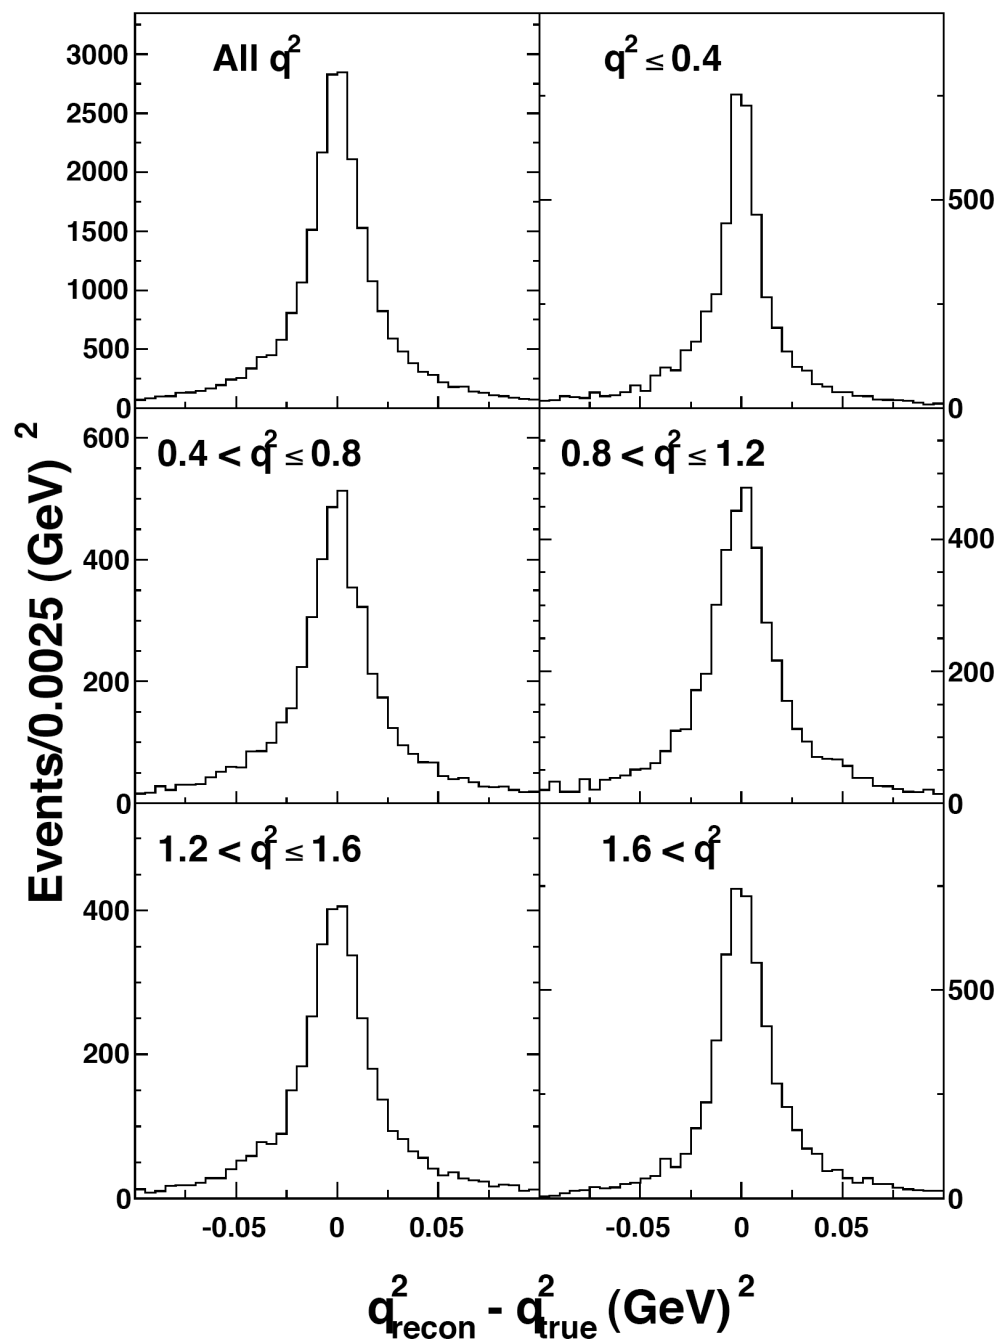 All q²
q² ≤ 0.4
3000
2500
2000
1500
1000
500
0
500
0
0.4 < q² ≤ 0.8
0.8 < q² ≤ 1.2
600
400
200
0
400
200
0
1.2 < q² ≤ 1.6
1.6 < q²
400
200
0
500
0
-0.05 0 0.05 -0.05 0 0.05
Events/0.0025 (GeV)²
q²recon - q²true (GeV)²